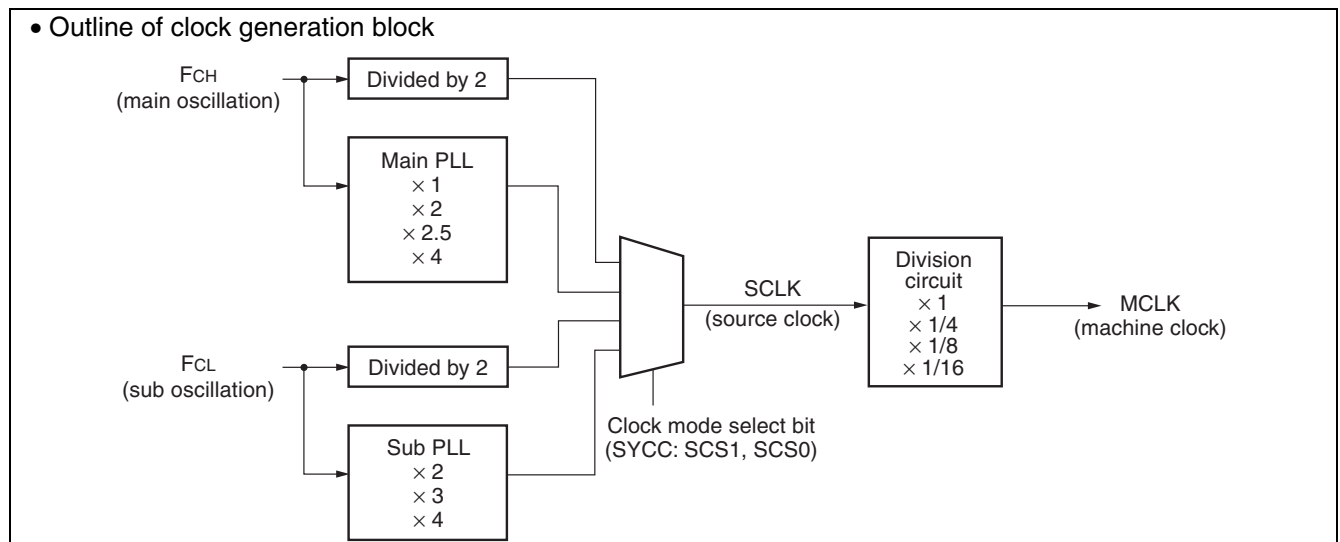 • Outline of clock generation block
FCH
(main oscillation)
Divided by 2
Main PLL
× 1
× 2
× 2.5
× 4
FCL
(sub oscillation)
Divided by 2
Sub PLL
× 2
× 3
× 4
Clock mode select bit
(SYCC: SCS1, SCS0)
SCLK
(source clock)
Division
circuit
× 1
× 1/4
× 1/8
× 1/16
MCLK
(machine clock)